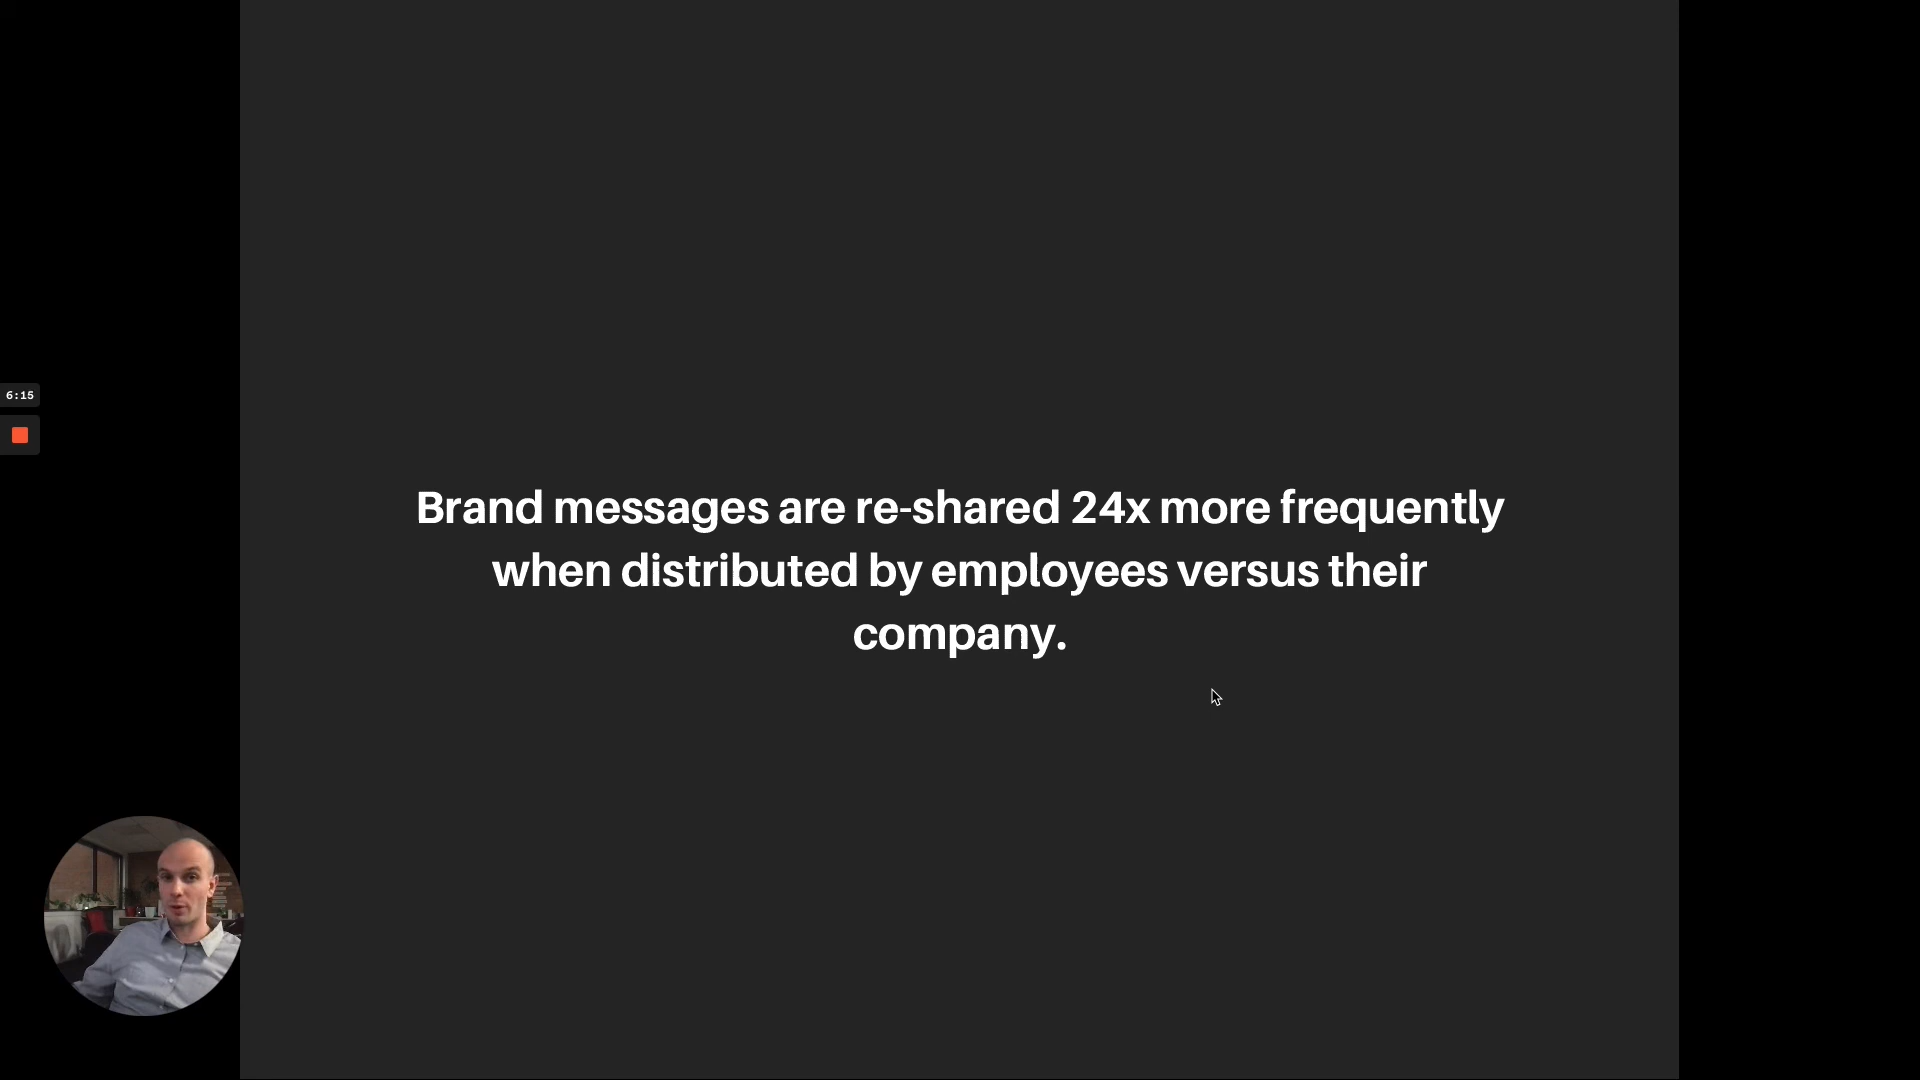 6:15
Brand messages are re-shared 24x more frequently
when distributed by employees versus their
company.